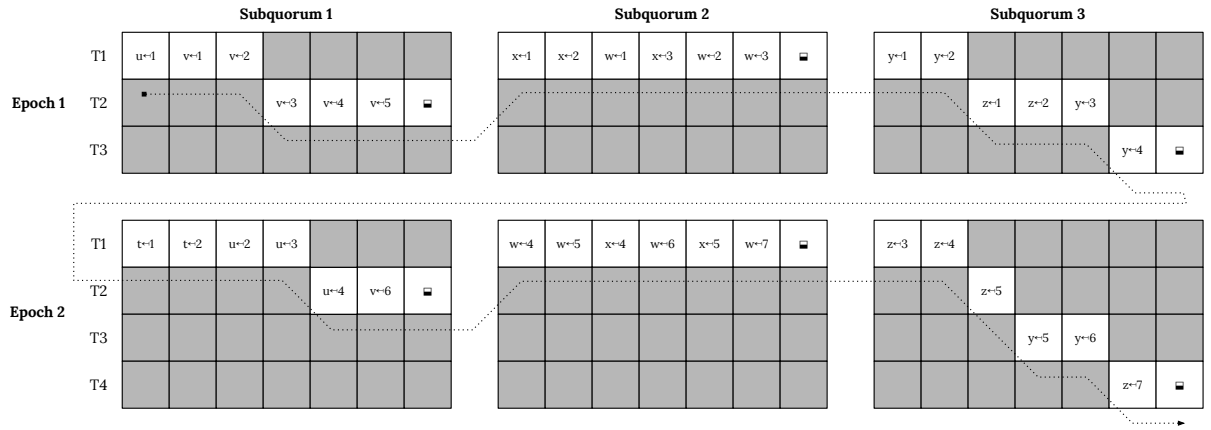 Subquorum 1 Subquorum 2 Subquorum 3
T1 u←1 v←1 v←2 x←1 x←2 w←1 x←3 w←2 w←3 y←1 y←2
Epoch 1 T2 v←3 v←4 v←5 z←1 z←2 y←3
T3 y←4
T1 t←1 t←2 u←2 u←3 w←4 w←5 x←4 w←6 x←5 w←7 z←3 z←4
T2 u←4 v←6 z←5
Epoch 2
T3 y←5 y←6
T4 z←7